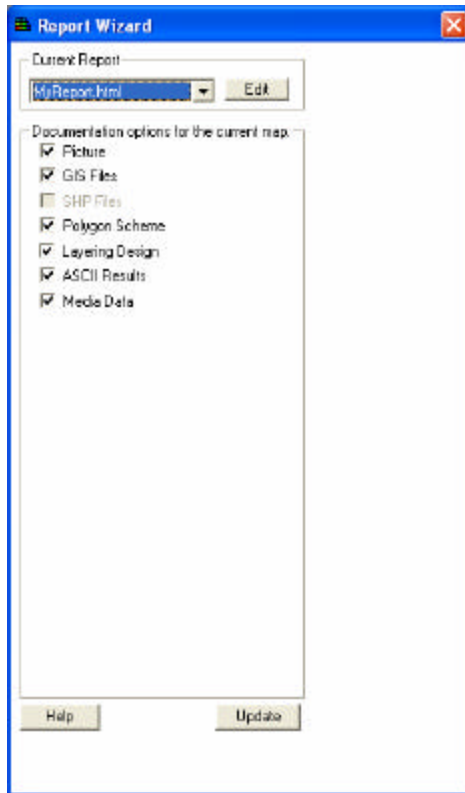 Report Wizard
Current Report
MyReport.html
Edit
Documentation options for the current map.
Picture
GIS Files
SHP Files
Polygon Scheme
Layering Design
ASCII Results
Media Data
Help
Update